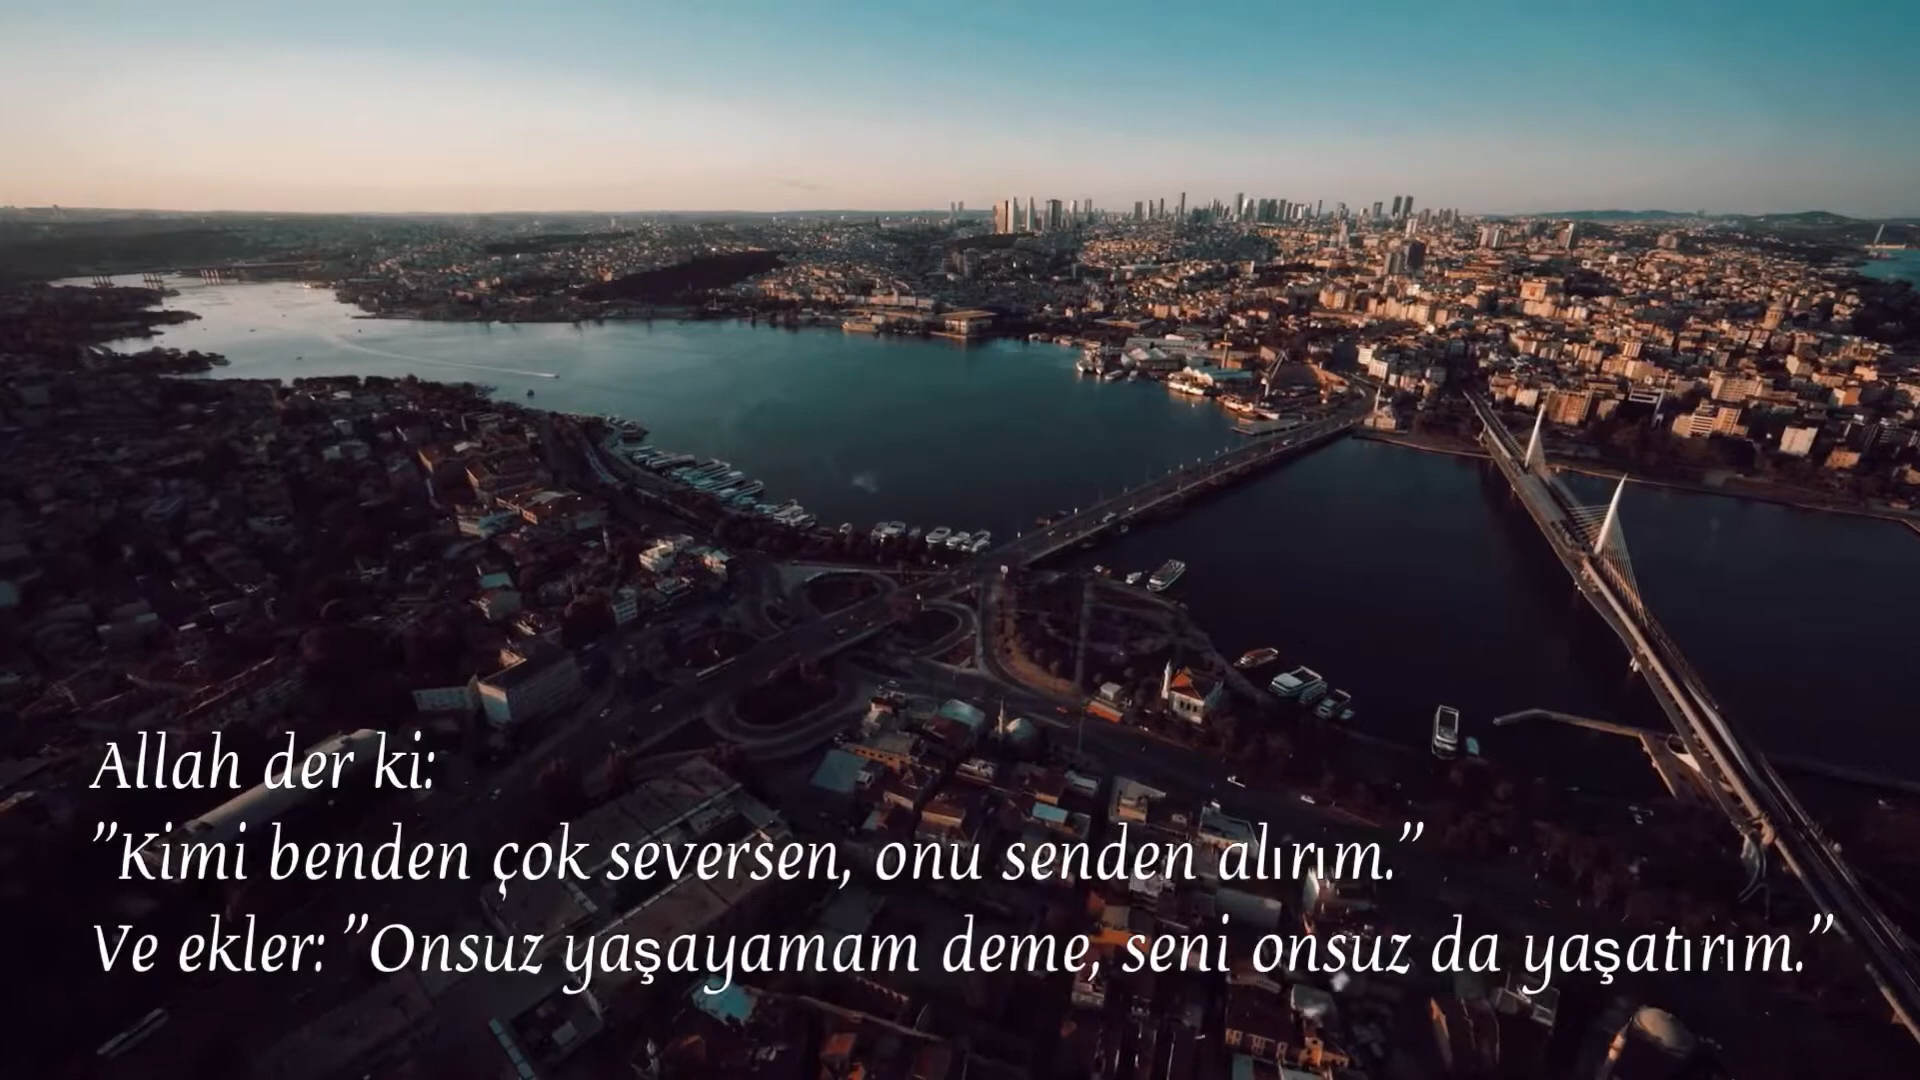 Allah der ki:
"Kimi benden çok seversen, onu senden alırım."
Ve ekler: "Onsuz yaşayamam deme, seni onsuz da yaşatırım."